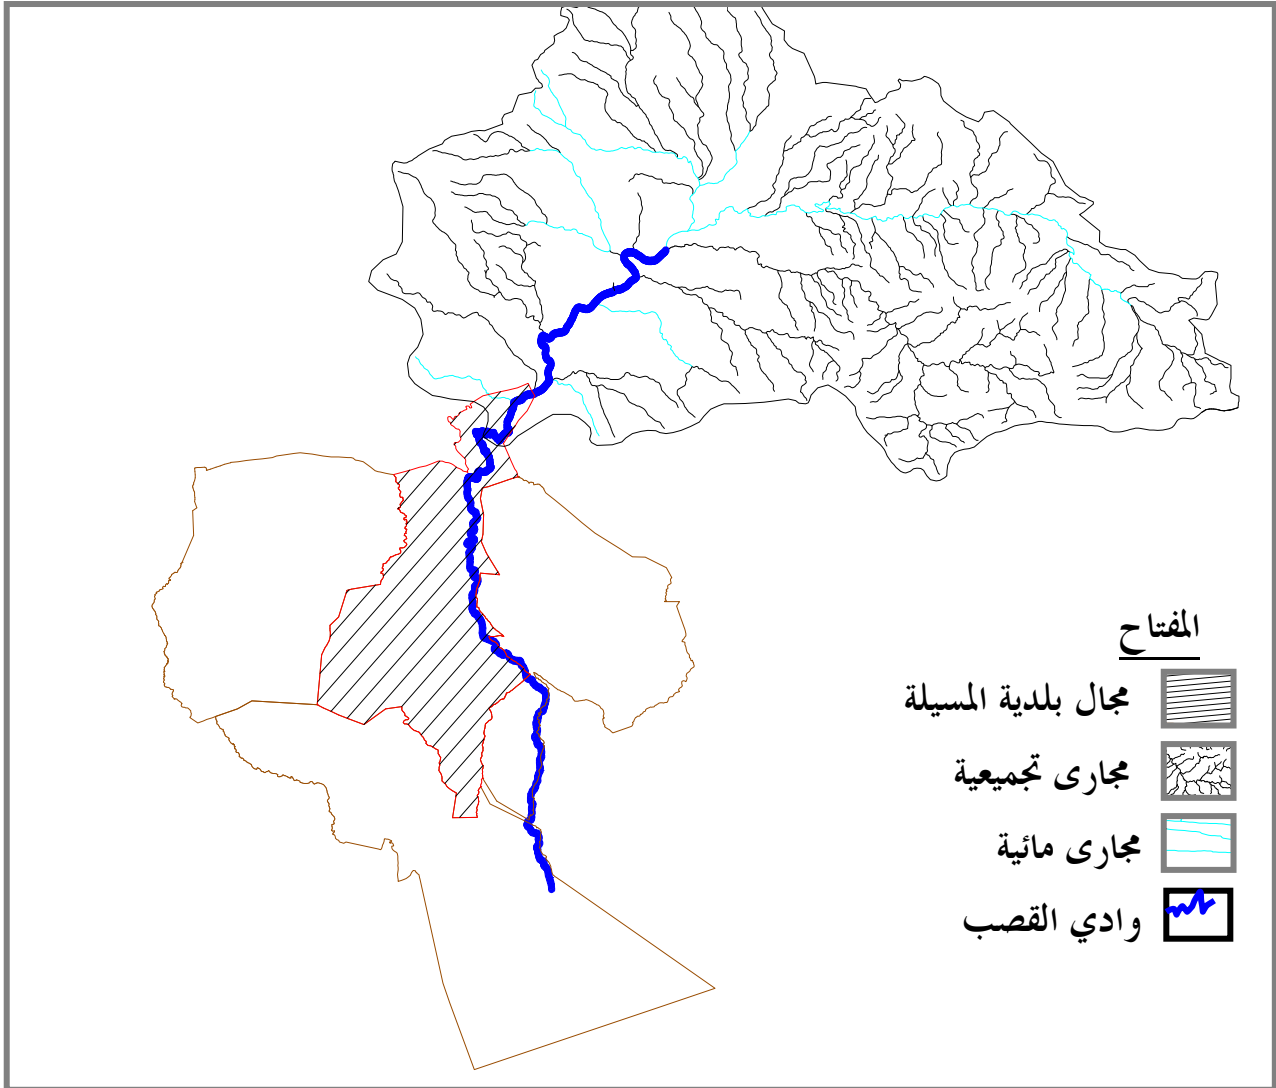 المفتاح
مجال بلدية المسيلة
مجارى تجميعية
مجارى مائية
وادي القصب